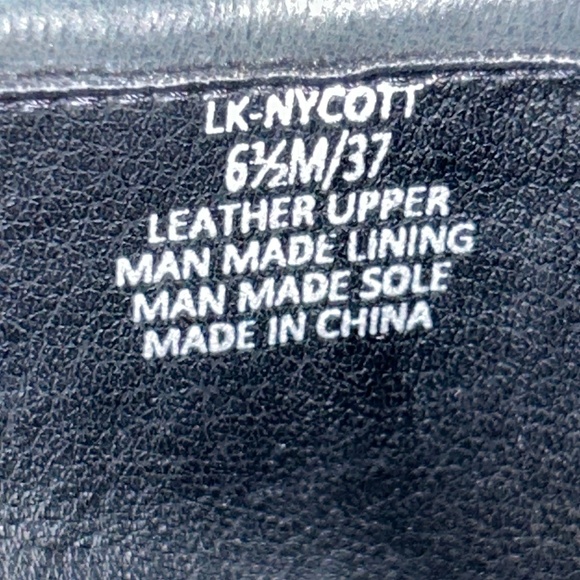 LK-NYCOTT
6½M/37
LEATHER UPPER
MAN MADE LINING
MAN MADE SOLE
MADE IN CHINA